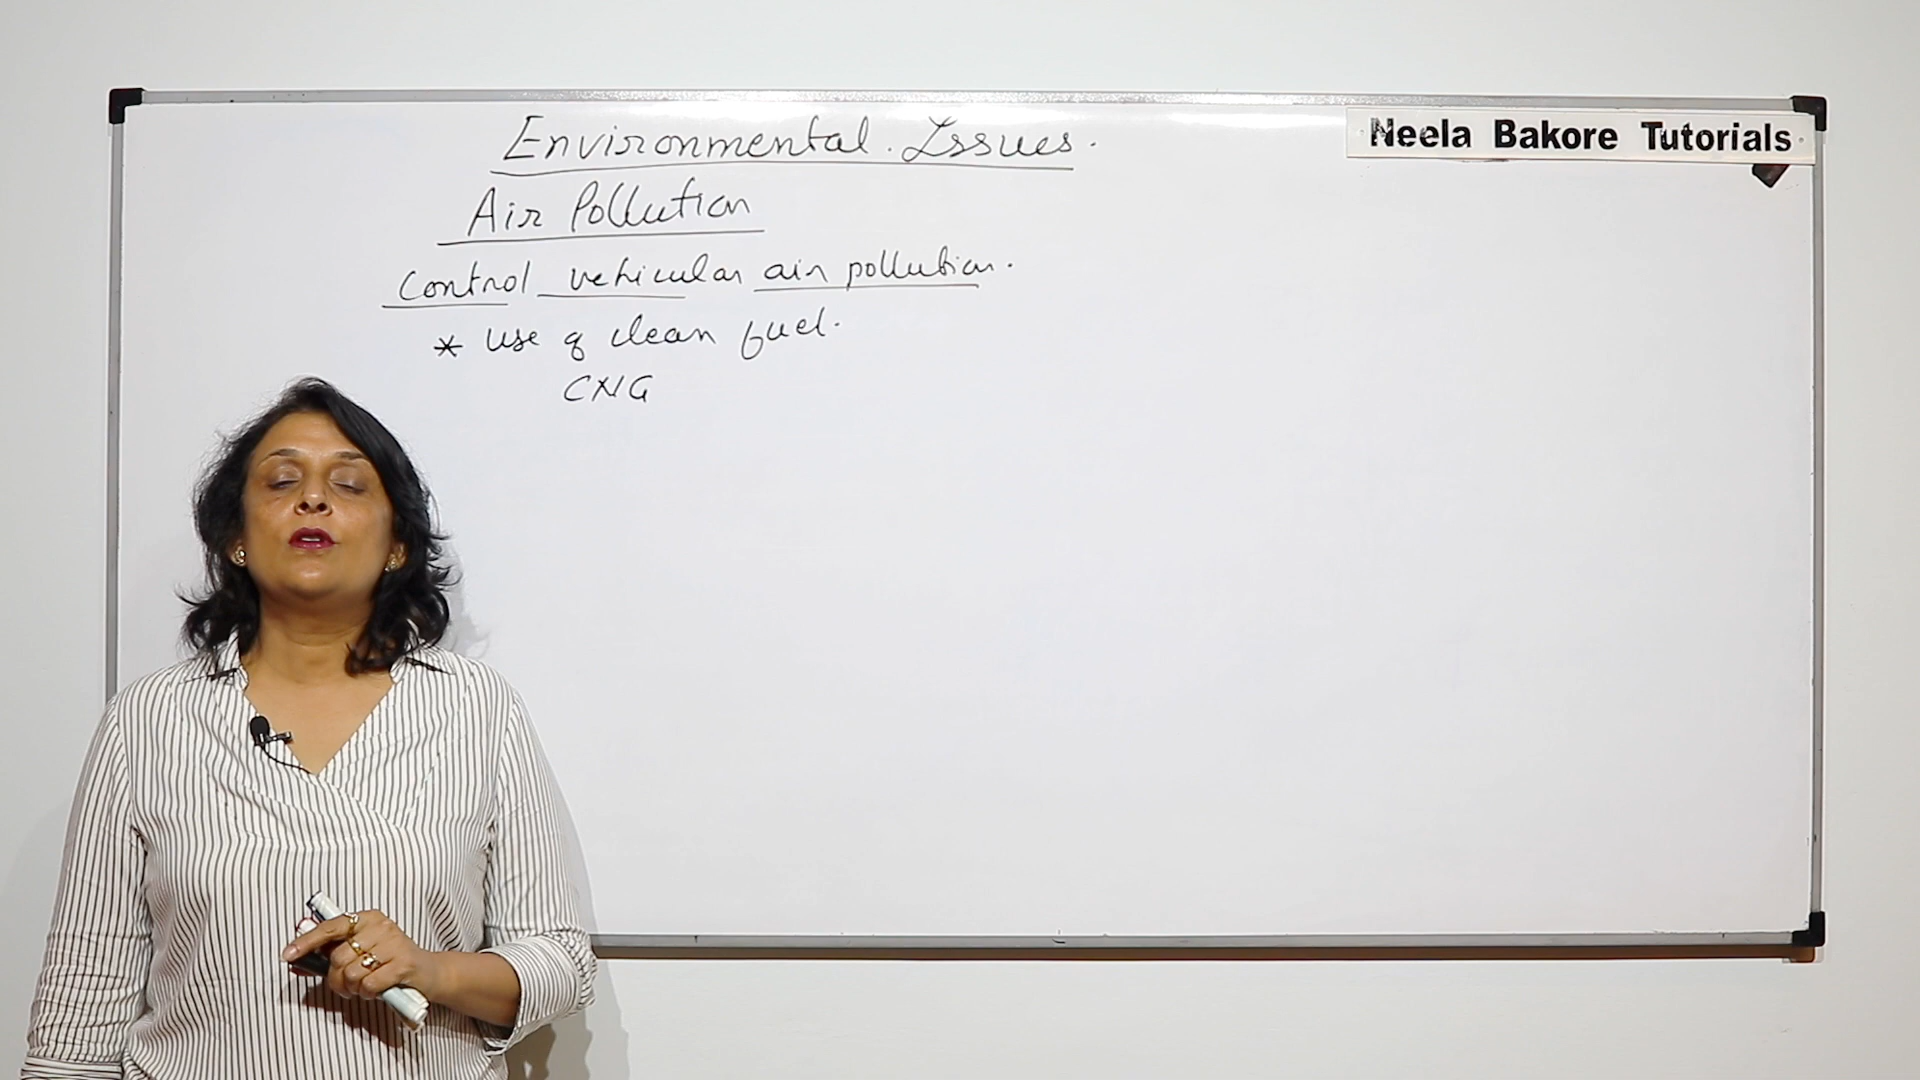 Environmental Issues.
Neela Bakore Tutorials
Air Pollution
Control vehicular air pollution.
* Use of clean fuel.
CNG